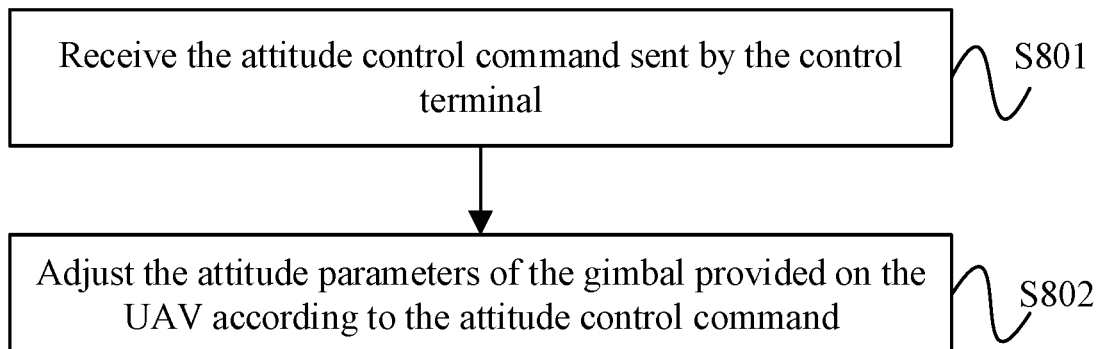 Receive the attitude control command sent by the control
terminal
S801
Adjust the attitude parameters of the gimbal provided on the
UAV according to the attitude control command
S802